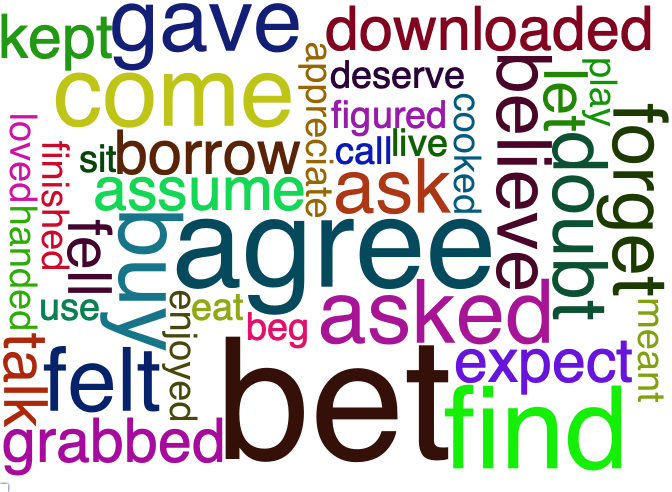 kept
gave
downloaded
come
appreciate
deserve
believe
let
play
figured
cooked
forget
loved
finished
sit
borrow
call
live
assume
ask
doubt
handed
fell
buy
agree
use
enjoyed
eat
beg
asked
meant
talk
felt
bet
expect
find
grabbed